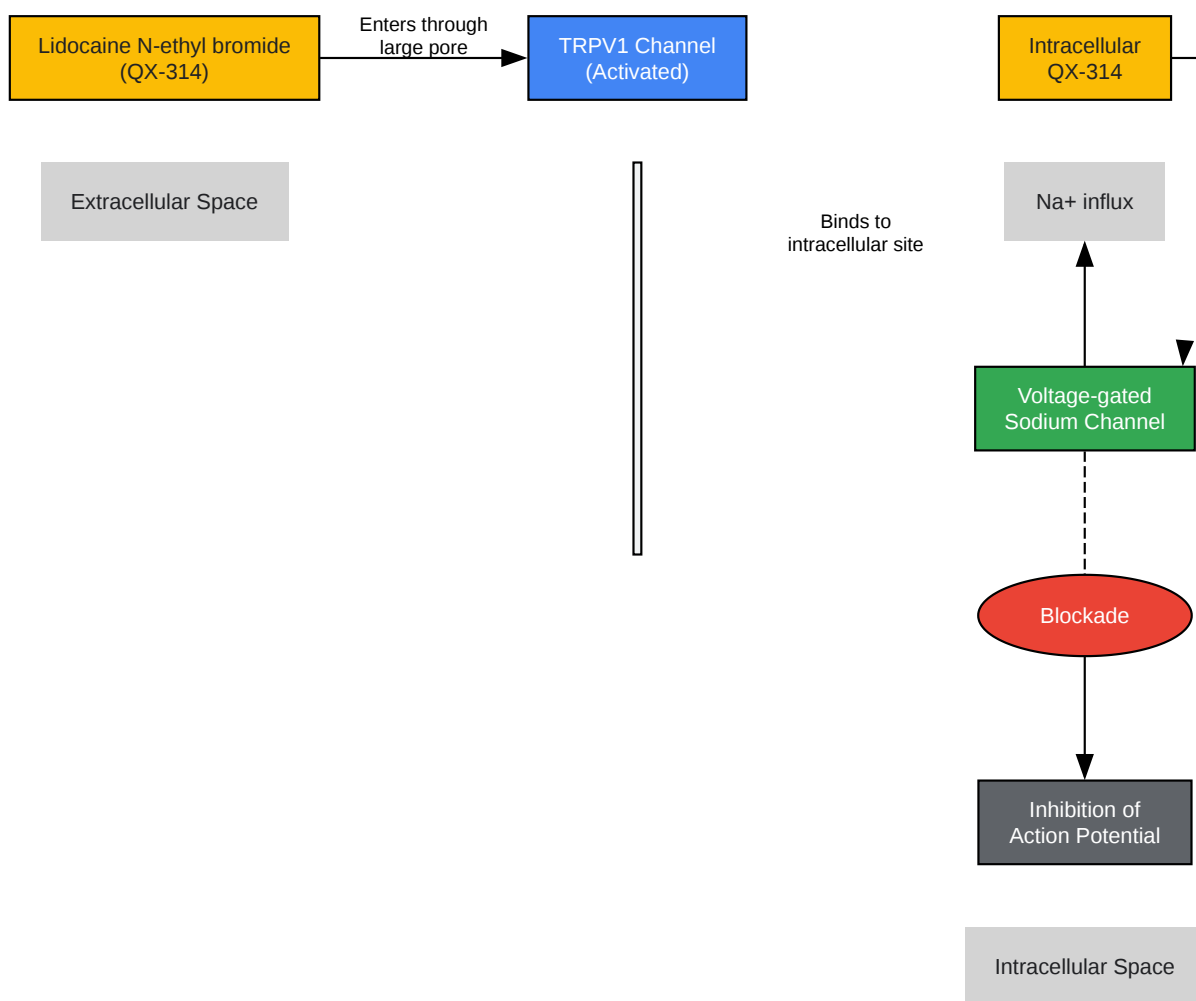 Lidocaine N-ethyl bromide
(QX-314)
Enters through
large pore
TRPV1 Channel
(Activated)
Intracellular
QX-314
Extracellular Space
Binds to
intracellular site
Na+ influx
Voltage-gated
Sodium Channel
Blockade
Inhibition of
Action Potential
Intracellular Space